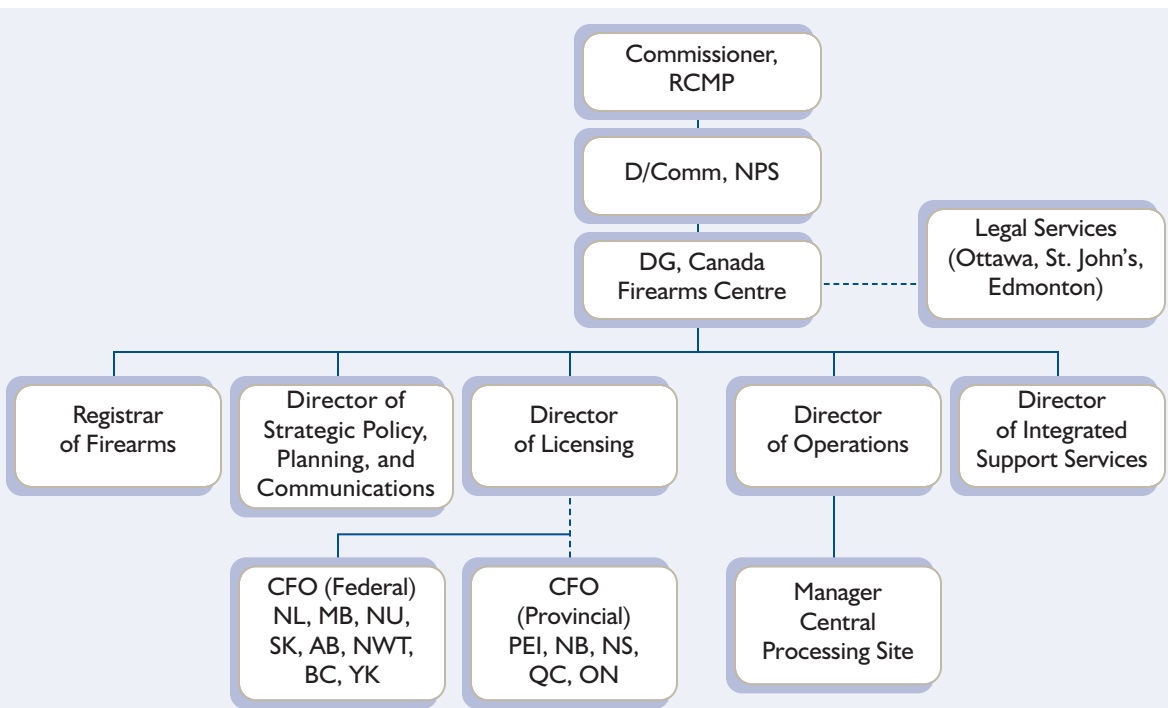 Commissioner,
RCMP
D/Comm, NPS
DG, Canada
Firearms Centre
Legal Services
(Ottawa, St. John's,
Edmonton)
Registrar
of Firearms
Director of
Strategic Policy,
Planning, and
Communications
Director
of Licensing
Director
of Operations
Director
of Integrated
Support Services
CFO (Federal)
NL, MB, NU,
SK, AB, NWT,
BC, YK
CFO
(Provincial)
PEI, NB, NS,
QC, ON
Manager
Central
Processing Site